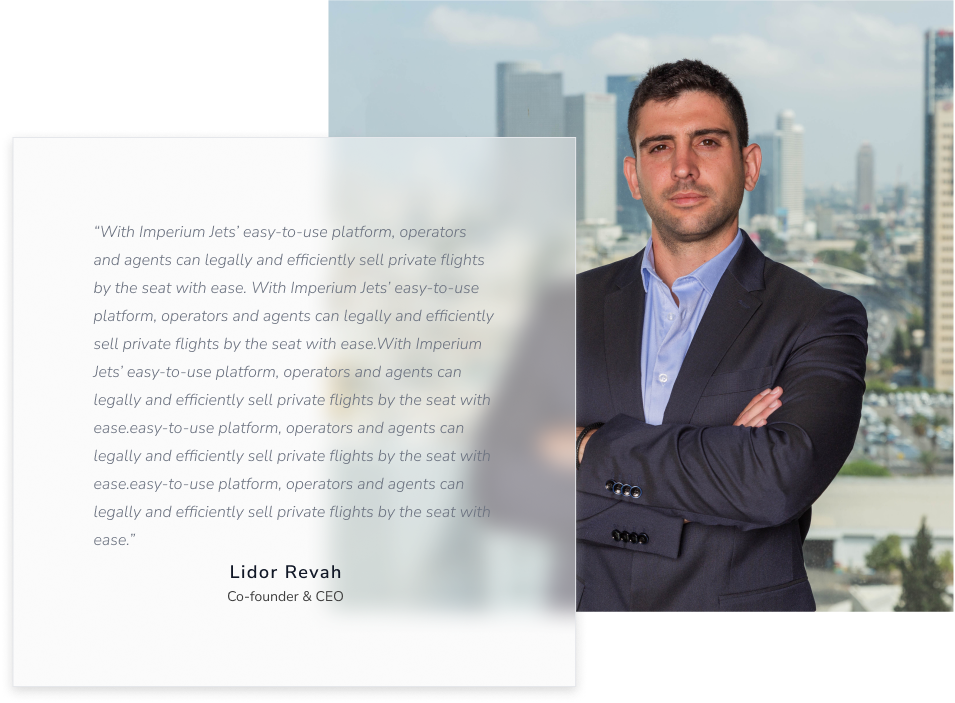 “With Imperium Jets’ easy-to-use platform, operators
and agents can legally and efficiently sell private flights
by the seat with ease. With Imperium Jets’ easy-to-use
platform, operators and agents can legally and efficiently
sell private flights by the seat with ease.With Imperium
Jets’ easy-to-use platform, operators and agents can
legally and efficiently sell private flights by the seat with
ease.easy-to-use platform, operators and agents can
legally and efficiently sell private flights by the seat with
ease.easy-to-use platform, operators and agents can
legally and efficiently sell private flights by the seat with
ease.”
Lidor Revah
Co-founder & CEO